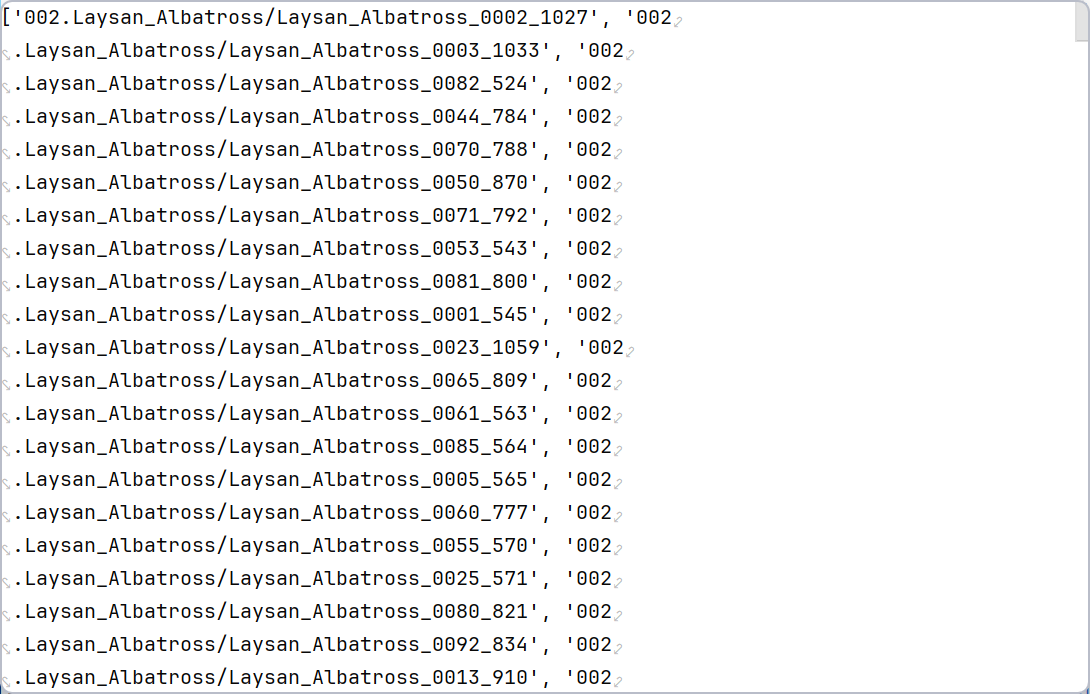 ['002.Laysan_Albatross/Laysan_Albatross_0002_1027', '002
.Laysan_Albatross/Laysan_Albatross_0003_1033', '002
.Laysan_Albatross/Laysan_Albatross_0082_524', '002
.Laysan_Albatross/Laysan_Albatross_0044_784', '002
.Laysan_Albatross/Laysan_Albatross_0070_788', '002
.Laysan_Albatross/Laysan_Albatross_0050_870', '002
.Laysan_Albatross/Laysan_Albatross_0071_792', '002
.Laysan_Albatross/Laysan_Albatross_0053_543', '002
.Laysan_Albatross/Laysan_Albatross_0081_800', '002
.Laysan_Albatross/Laysan_Albatross_0001_545', '002
.Laysan_Albatross/Laysan_Albatross_0023_1059', '002
.Laysan_Albatross/Laysan_Albatross_0065_809', '002
.Laysan_Albatross/Laysan_Albatross_0061_563', '002
.Laysan_Albatross/Laysan_Albatross_0085_564', '002
.Laysan_Albatross/Laysan_Albatross_0005_565', '002
.Laysan_Albatross/Laysan_Albatross_0060_777', '002
.Laysan_Albatross/Laysan_Albatross_0055_570', '002
.Laysan_Albatross/Laysan_Albatross_0025_571', '002
.Laysan_Albatross/Laysan_Albatross_0080_821', '002
.Laysan_Albatross/Laysan_Albatross_0092_834', '002
.Laysan_Albatross/Laysan_Albatross_0013_910', '002